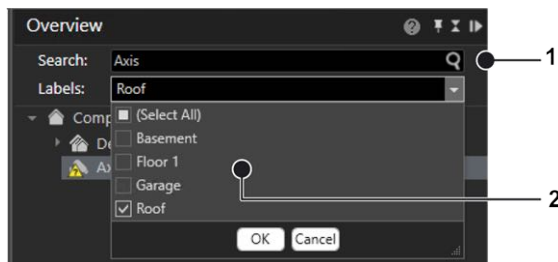 Overview
Search: Axis
1
Labels: Roof
(Select All)
Basement
Floor 1
2
Garage
Roof
OK Cancel